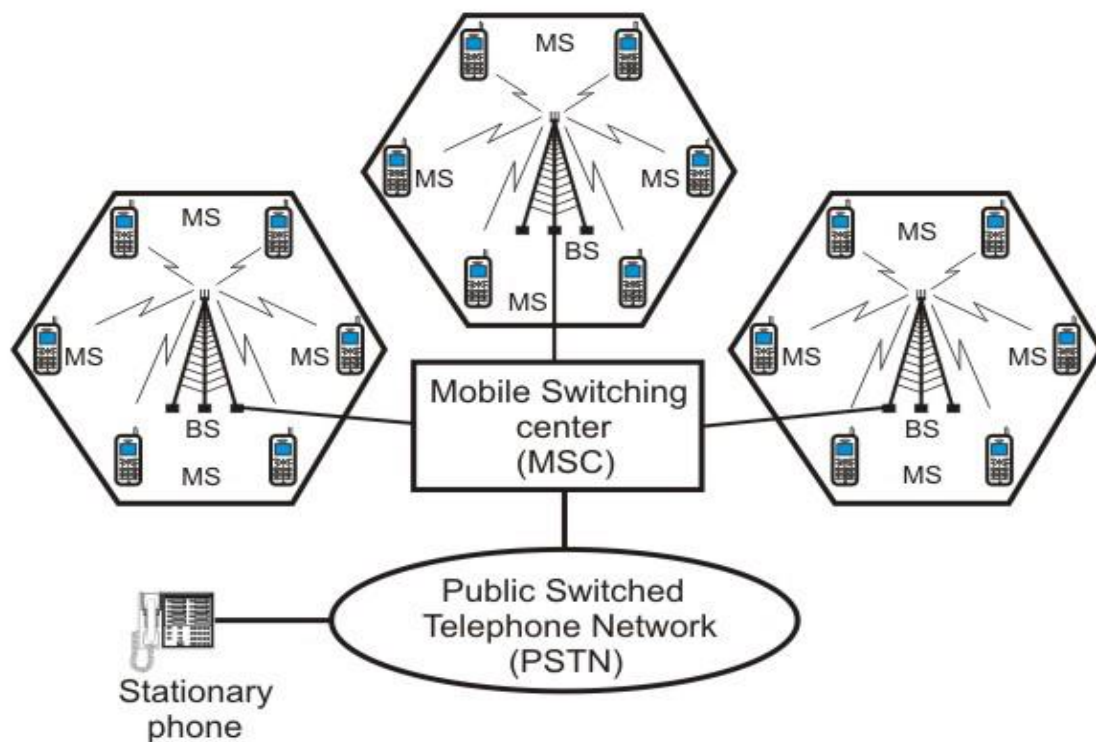 MS
MS
MS
BS
MS
MS
MS
MS
BS
MS
MS
MS
MS
BS
MS
Mobile Switching
center
(MSC)
Public Switched
Telephone Network
(PSTN)
Stationary
phone